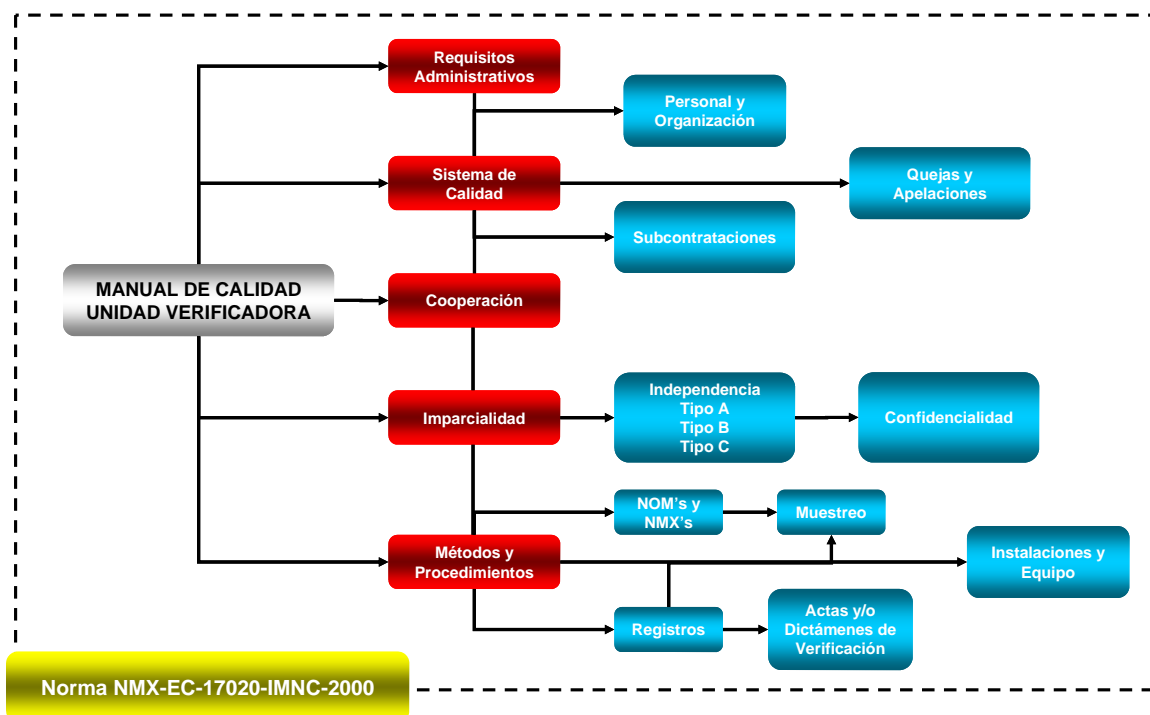 Requisitos
Administrativos
Personal y
Organización
Sistema de
Calidad
Quejas y
Apelaciones
Subcontrataciones
MANUAL DE CALIDAD
UNIDAD VERIFICADORA
Cooperación
Imparcialidad
Independencia
Tipo A
Tipo B
Tipo C
Confidencialidad
NOM's y
NMX's
Muestreo
Métodos y
Procedimientos
Instalaciones y
Equipo
Registros
Actas y/o
Dictámenes de
Verificación
Norma NMX-EC-17020-IMNC-2000